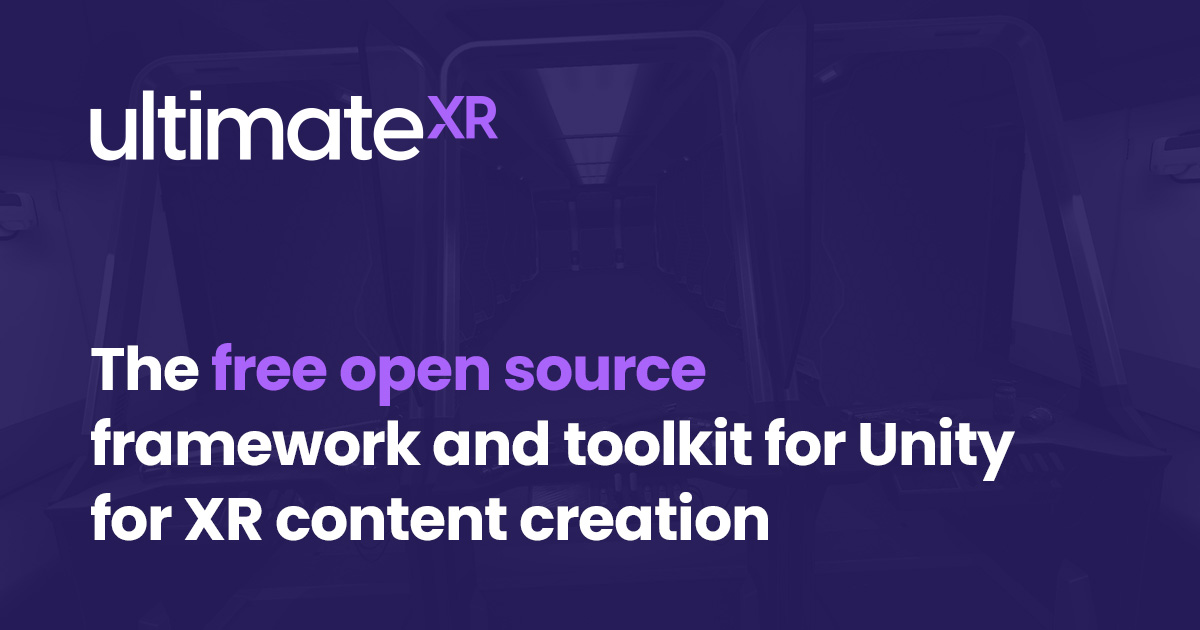 ultimateXR
The free open source
framework and toolkit for Unity
for XR content creation